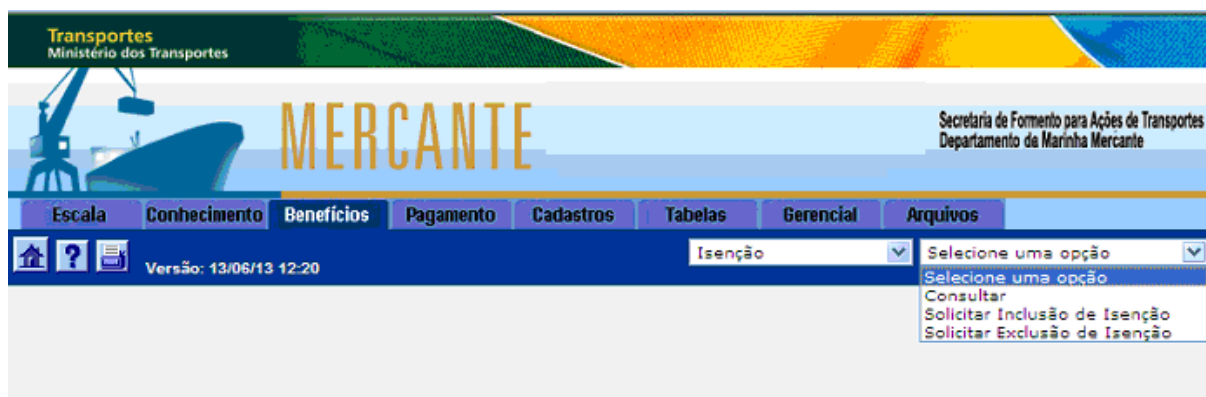 Transportes
Ministério dos Transportes
MERCANTE
Secretaria de Formento para Ações de Transportes
Departamento da Marinha Mercante
Escala Conhecimento Benefícios Pagamento Cadastros Tabelas Gerencial Arquivos
? Versão: 13/06/13 12:20 Isenção Selecione uma opção
Selecione uma opção
Consultar
Solicitar Inclusão de Isenção
Solicitar Exclusão de Isenção